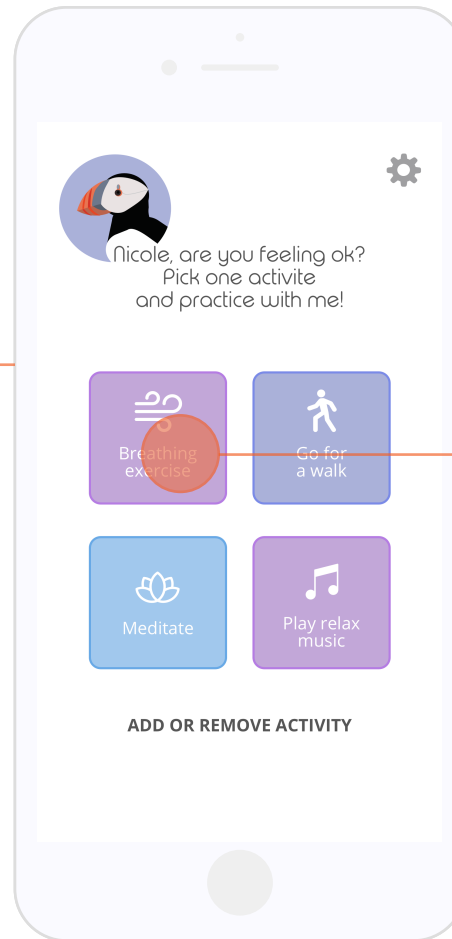 Nicole, are you feeling ok?
Pick one activite
and practice with me!
Breathing
exercise
Go for
a walk
Meditate
Play relax
music
ADD OR REMOVE ACTIVITY